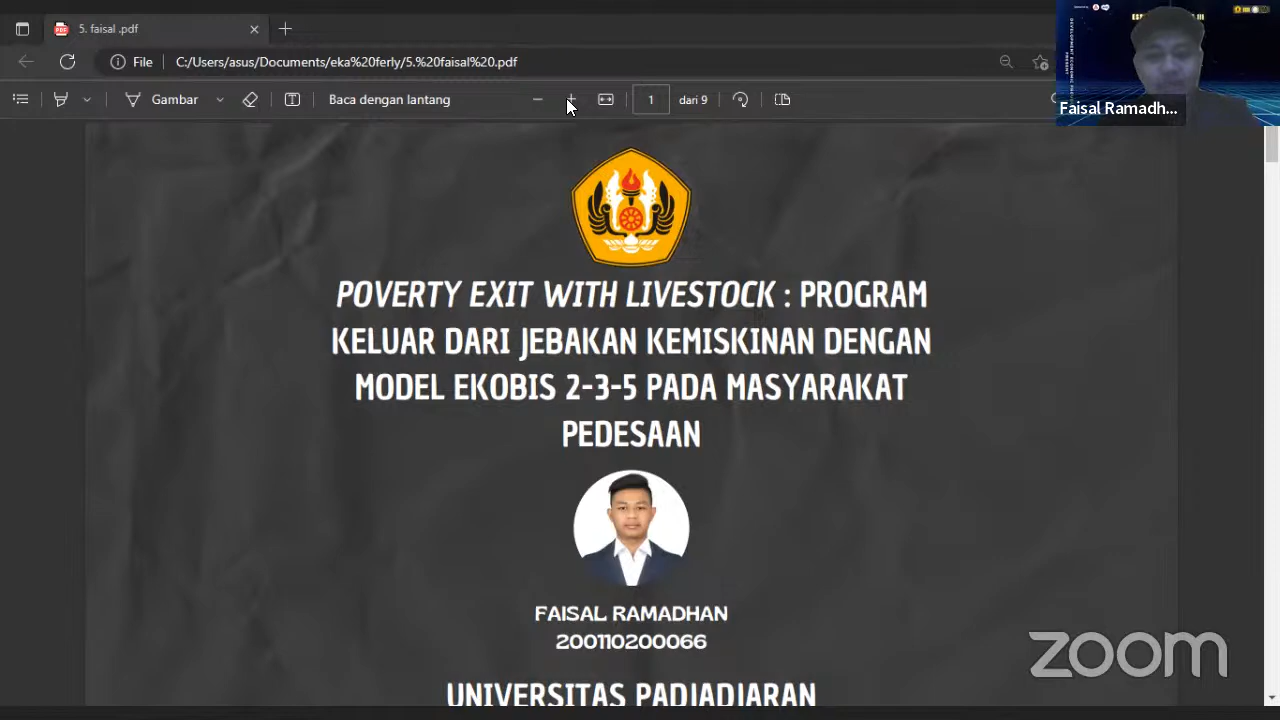 5. faisal .pdf
File
C:/Users/asus/Documents/eka%20ferly/5.%20faisal%20.pdf
Gambar
Baca dengan lantang
1
dari 9
Faisal Ramadh...
POVERTY EXIT WITH LIVESTOCK : PROGRAM
KELUAR DARI JEBAKAN KEMISKINAN DENGAN
MODEL EKOBIS 2-3-5 PADA MASYARAKAT
PEDESAAN
FAISAL RAMADHAN
200110200066
UNIVERSITAS PADJADJARAN
zoom